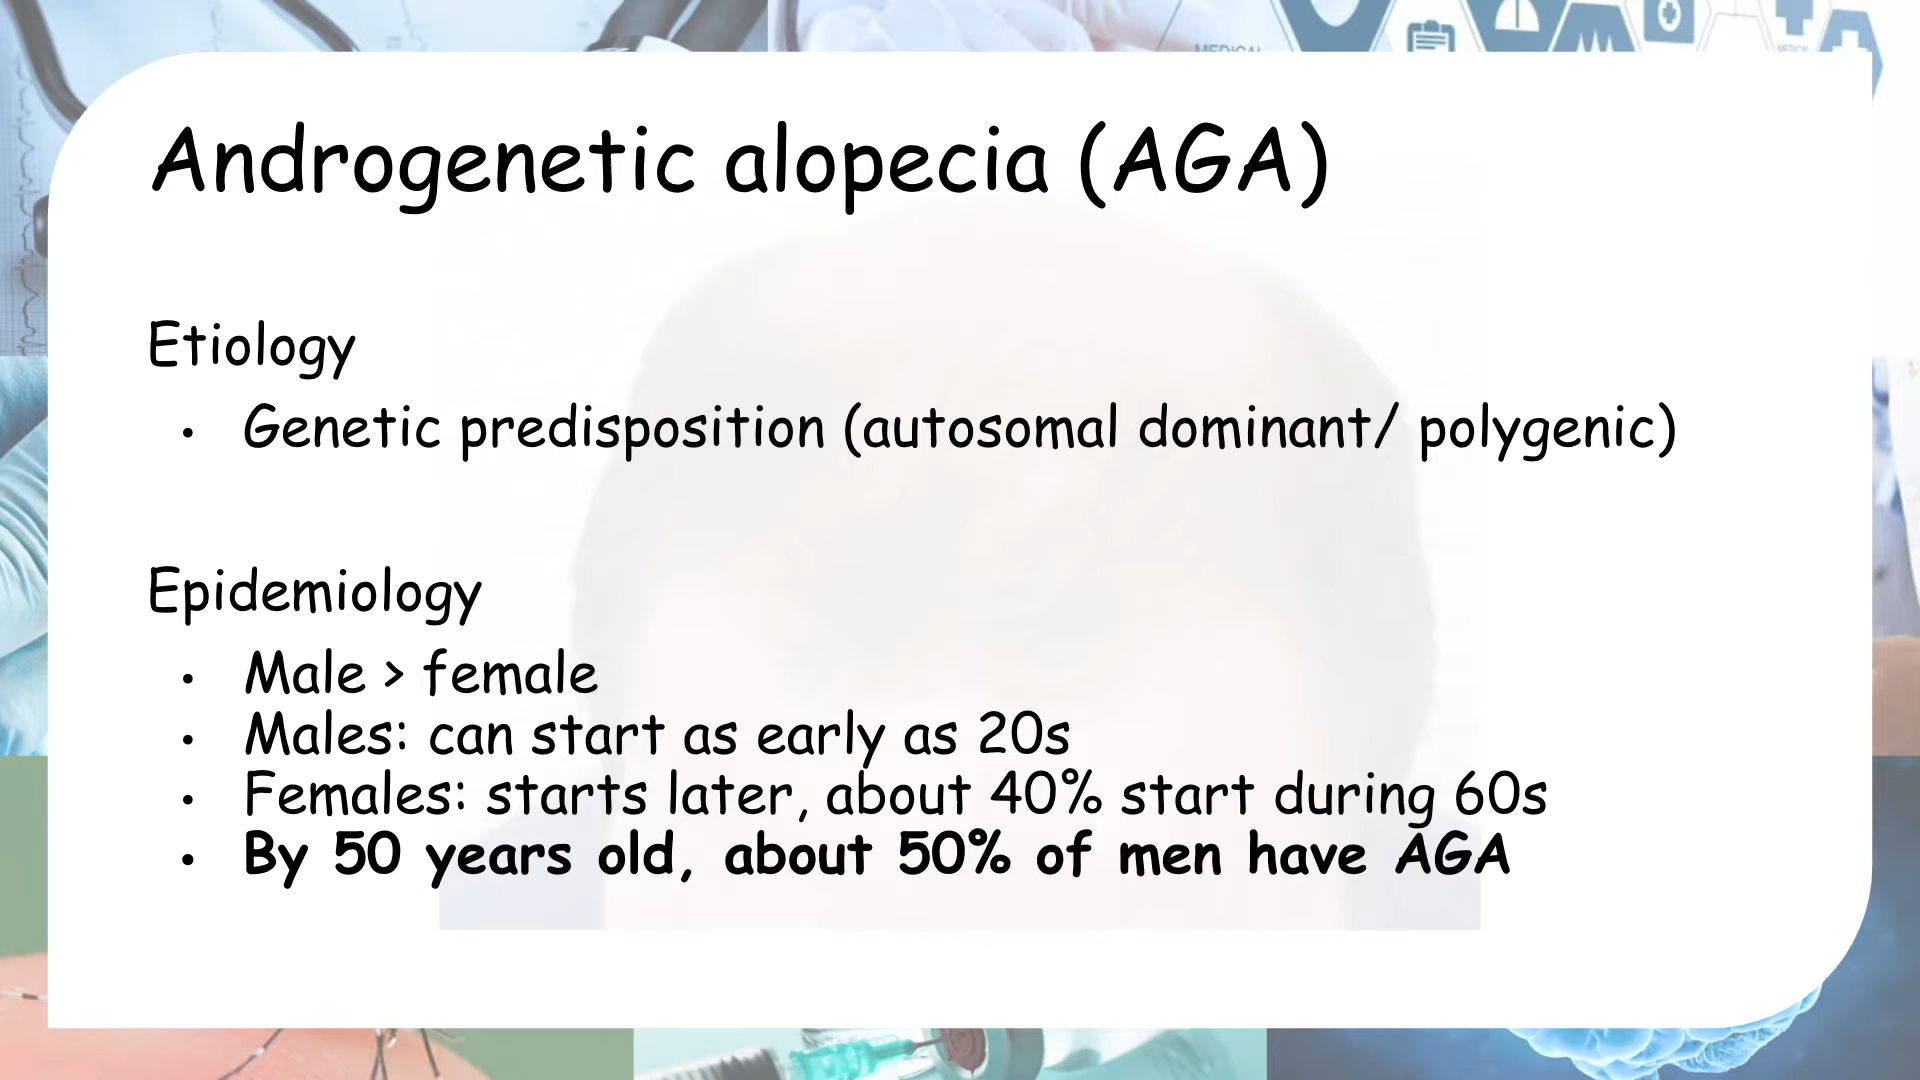 MEDICAL
Androgenetic alopecia (AGA)
Etiology
• Genetic predisposition (autosomal dominant/ polygenic)
Epidemiology
• Male > female
• Males: can start as early as 20s
• Females: starts later, about 40% start during 60s
• By 50 years old, about 50% of men have AGA